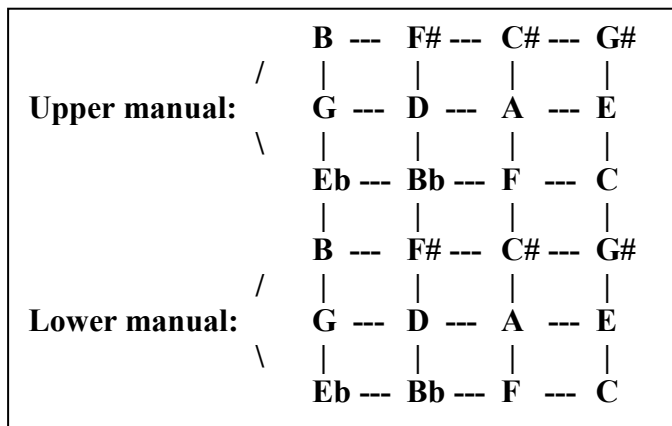 B --- F# --- C# --- G#
/ | | | |
Upper manual: G --- D --- A --- E
\ | | | |
Eb --- Bb --- F --- C
| | | |
B --- F# --- C# --- G#
/ | | | |
Lower manual: G --- D --- A --- E
\ | | | |
Eb --- Bb --- F --- C